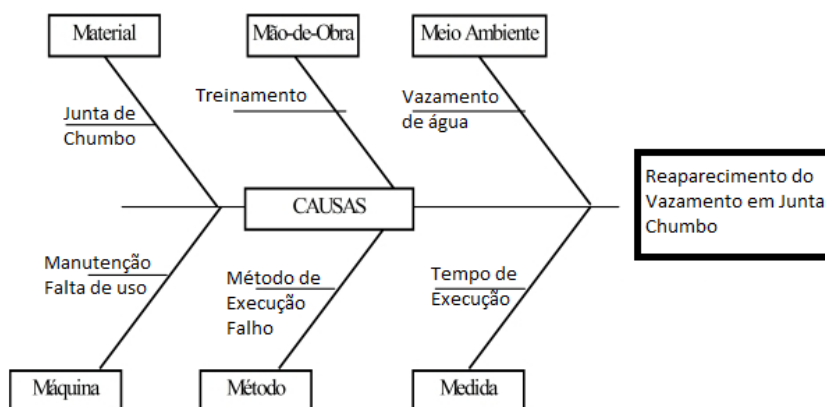 Material
Mão-de-Obra
Meio Ambiente
Junta de
Chumbo
Treinamento
Vazamento
de água
CAUSAS
Reaparecimento do
Vazamento em Junta
Chumbo
Manutenção
Falta de uso
Método de
Execução
Falho
Tempo de
Execução
Máquina
Método
Medida